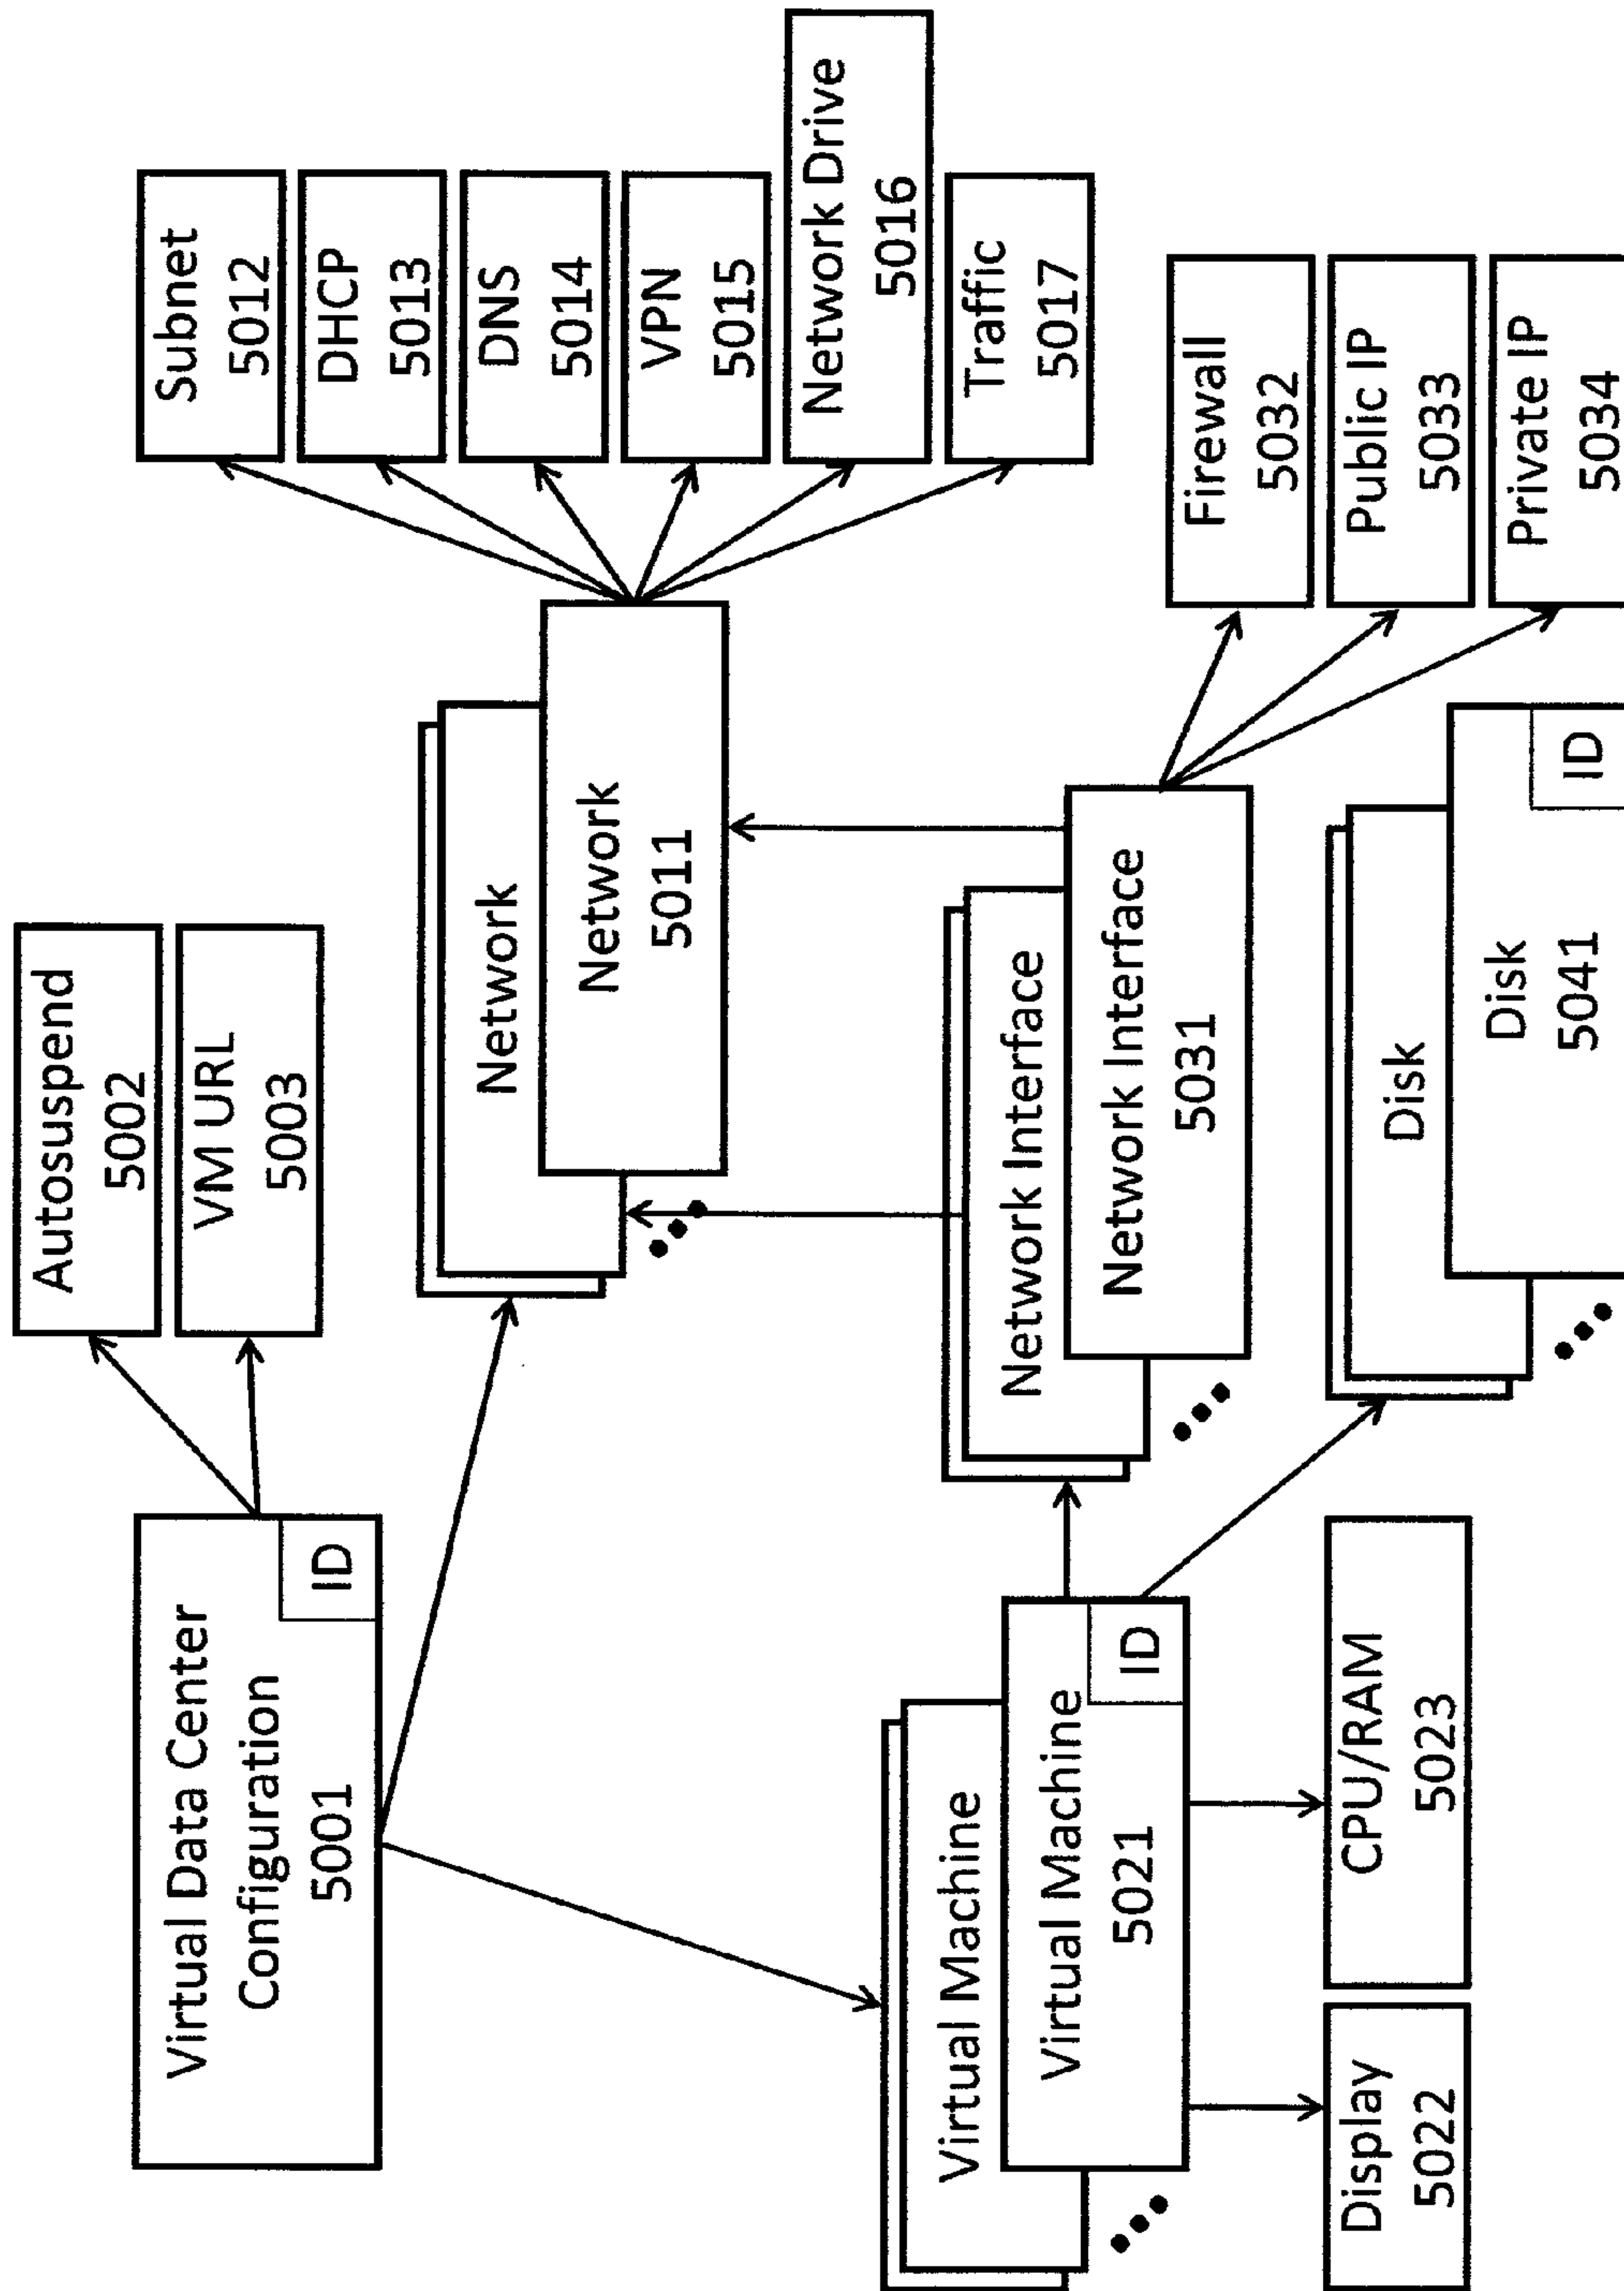 Virtual Data Center
Configuration
5001
ID
Autosuspend
5002
VM URL
5003
Network
Network
5011
Subnet
5012
DHCP
5013
DNS
5014
VPN
5015
Network Drive
5016
Traffic
5017
Virtual Machine
Virtual Machine
5021
ID
Network Interface
Network Interface
5031
Firewall
5032
Public IP
5033
Private IP
5034
Display
5022
CPU/RAM
5023
Disk
Disk
5041
ID